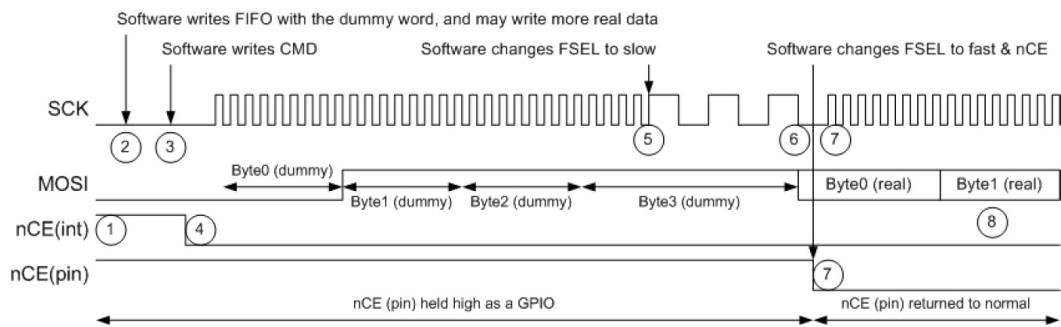 Software writes FIFO with the dummy word, and may write more real data
Software writes CMD
Software changes FSEL to slow
Software changes FSEL to fast & nCE
SCK
2
3
5
6
7
MOSI
Byte0 (dummy)
Byte1 (dummy)
Byte2 (dummy)
Byte3 (dummy)
Byte0 (real)
Byte1 (real)
nCE(int)
1
4
8
nCE(pin)
7
nCE (pin) held high as a GPIO
nCE (pin) returned to normal